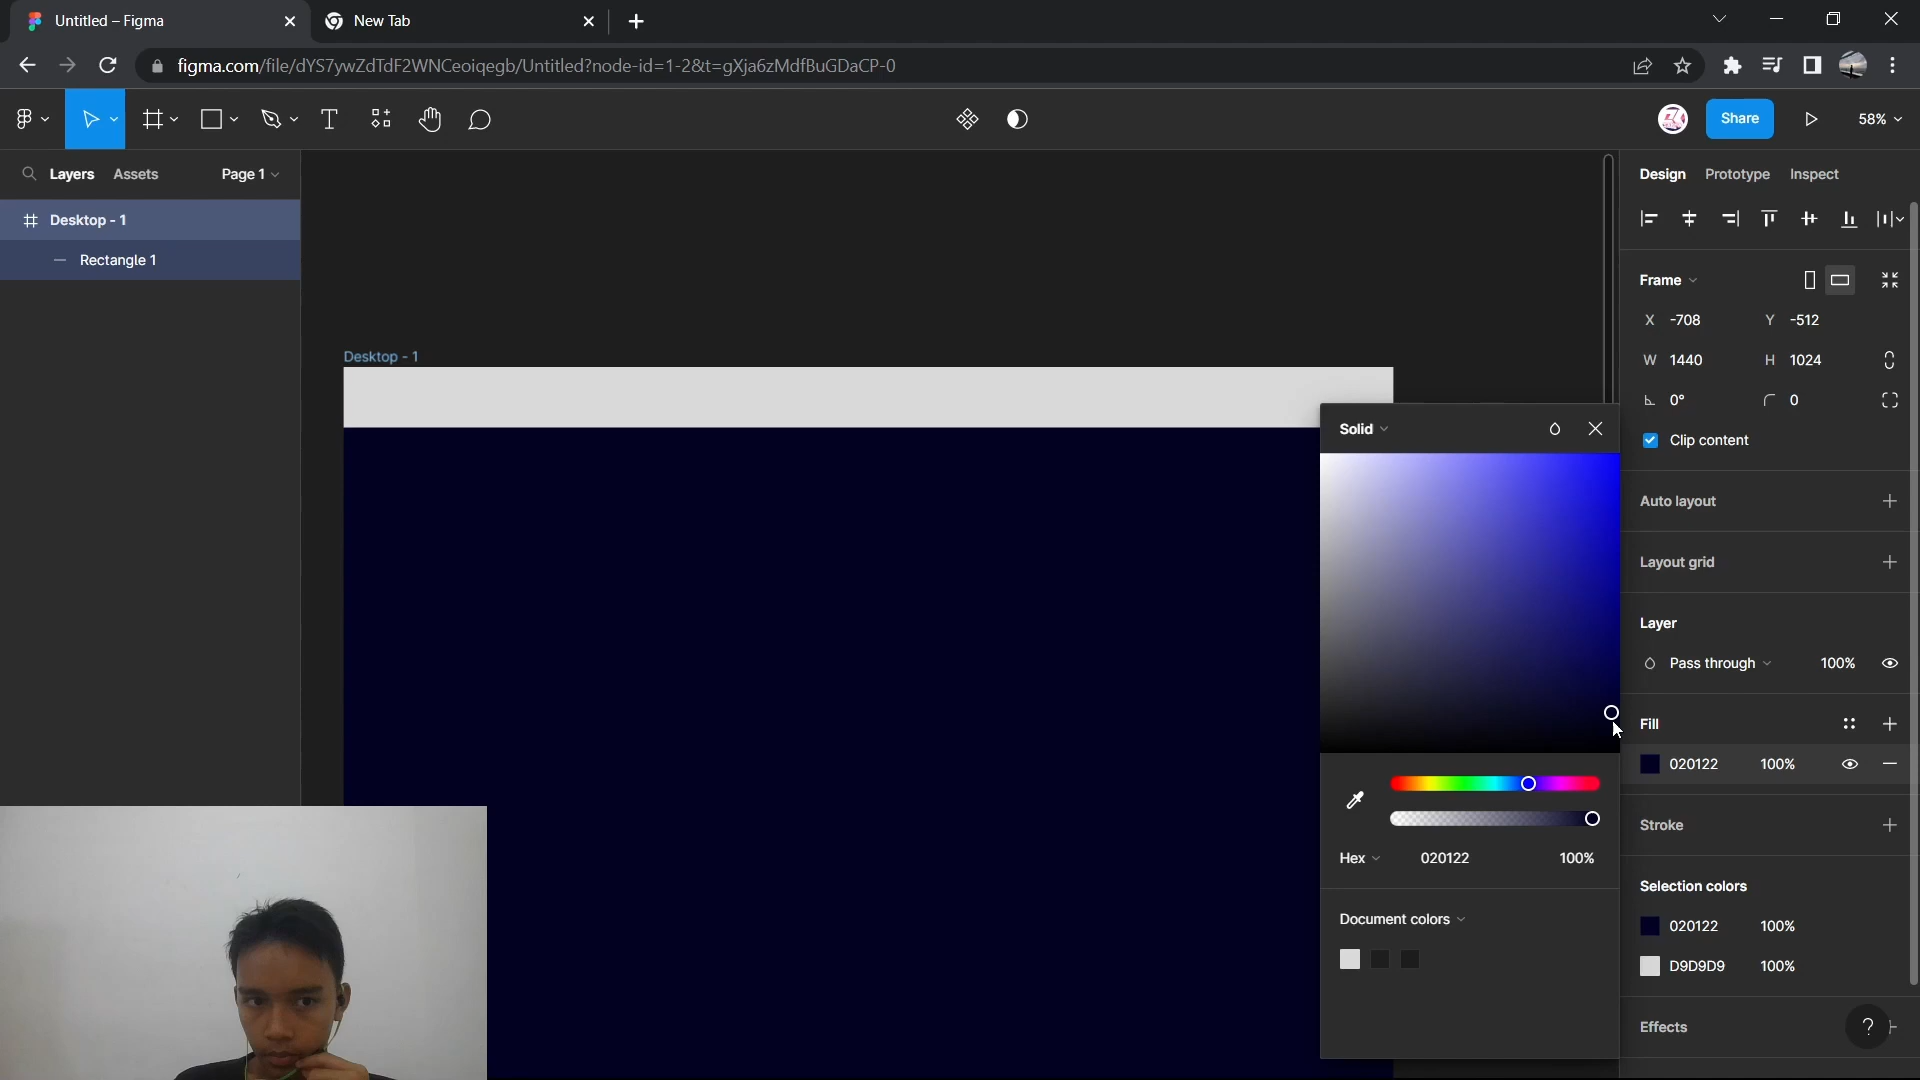 Untitled – Figma
New Tab
figma.com/file/dYS7ywZdTdF2WNCeoiqegb/Untitled?node-id=1-2&t=gXja6zMdfBuGDaCP-0
Share
58%
Layers Assets Page 1
Design Prototype Inspect
Desktop - 1
Rectangle 1
Desktop - 1
Frame
X -708 Y -512
W 1440 H 1024
0° 0
Clip content
Auto layout
Layout grid
Layer
Pass through 100%
Fill
020122 100%
Stroke
Selection colors
020122 100%
D9D9D9 100%
Effects
?
Solid
Hex 020122 100%
Document colors